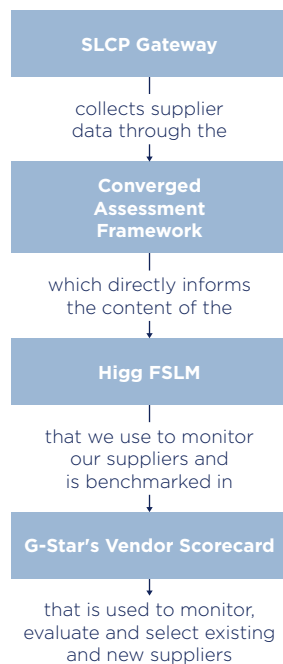 SLCP Gateway
collects supplier
data through the
Converged
Assessment
Framework
which directly informs
the content of the
Higg FSLM
that we use to monitor
our suppliers and
is benchmarked in
G-Star's Vendor Scorecard
that is used to monitor,
evaluate and select existing
and new suppliers